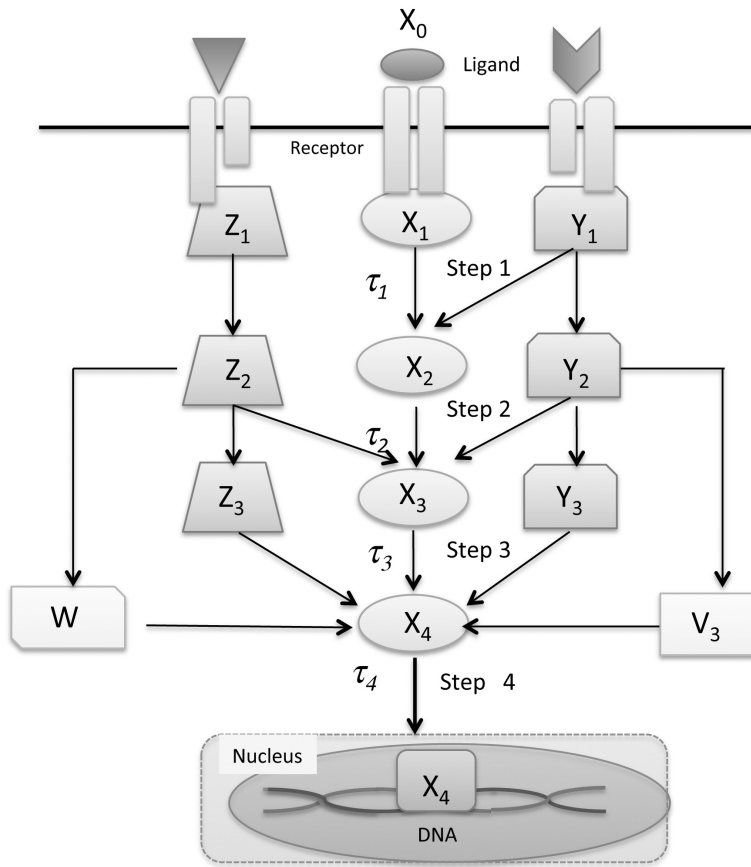 X₀
Ligand
Receptor
Z₁
X₁
Y₁
τ₁
Step 1
Z₂
X₂
Y₂
τ₂
Step 2
Z₃
X₃
Y₃
τ₃
Step 3
W
X₄
V₃
τ₄
Step 4
Nucleus
X₄
DNA